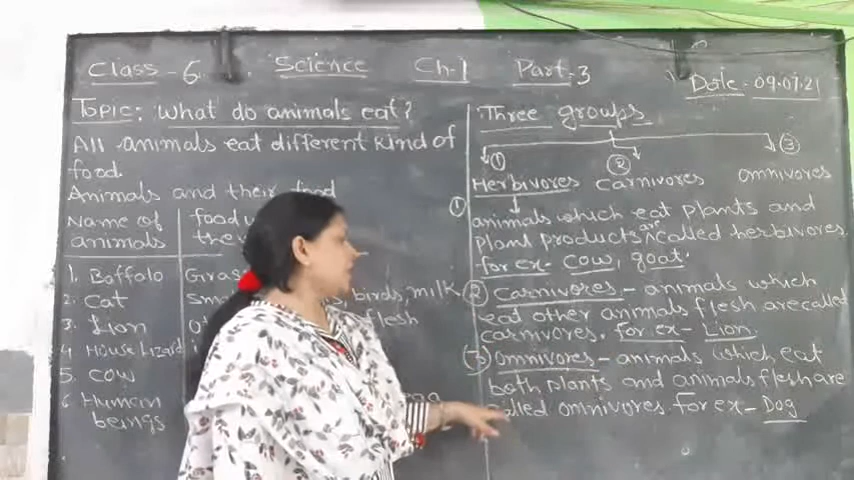 Class-6 Science Ch-1 Part-3 Date-09.07.21
Topic: What do animals eat?
All animals eat different kind of
food.
Animals and their food
Name of food
animals the
1. Boffalo Grass
2. Cat birds, milk
3. Lion flesh
4 House Lizard
5. Cow
6 Human
beings
Three groups
① ② ③
Herbivores carnivores omnivores
① animals which eat plants and
plant products are called herbivores.
for ex- cow, goat.
② Carnivores- animals which
eat other animals flesh are called
carnivores. for ex- Lion
③ Omnivores- animals which eat
both plants and animals flesh are
omnivores. for ex- Dog